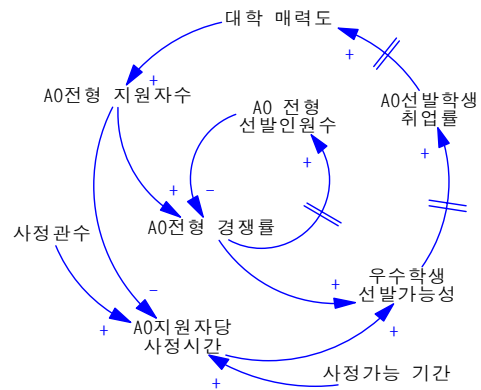 대학 매력도
+
+
AO전형 지원자수
AO 전형
선발인원수
AO선발학생
취업률
+
+
+
−
사정관수
AO전형 경쟁률
우수학생
선발가능성
+
−
+
AO지원자당
사정시간
+
사정가능 기간
+